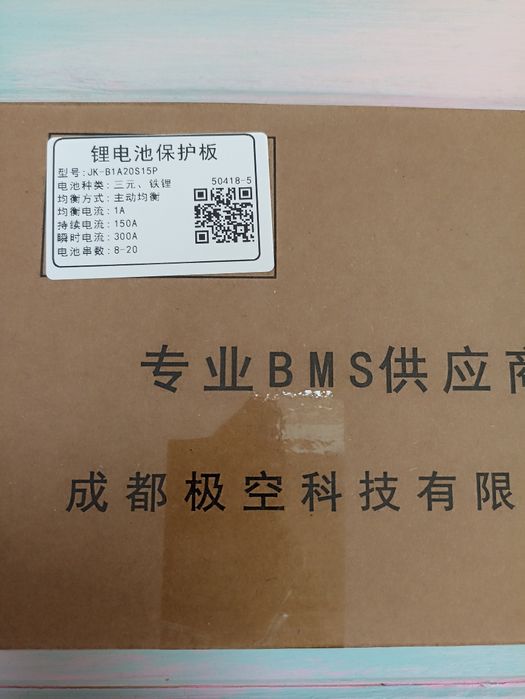 锂电池保护板
型号:JK-B1A20S15P
电池种类:三元、铁锂
50418-5
均衡方式:主动均衡
均衡电流:1A
持续电流:150A
瞬时电流:300A
电池串数:8-20
专业BMS供应商
成都极空科技有限